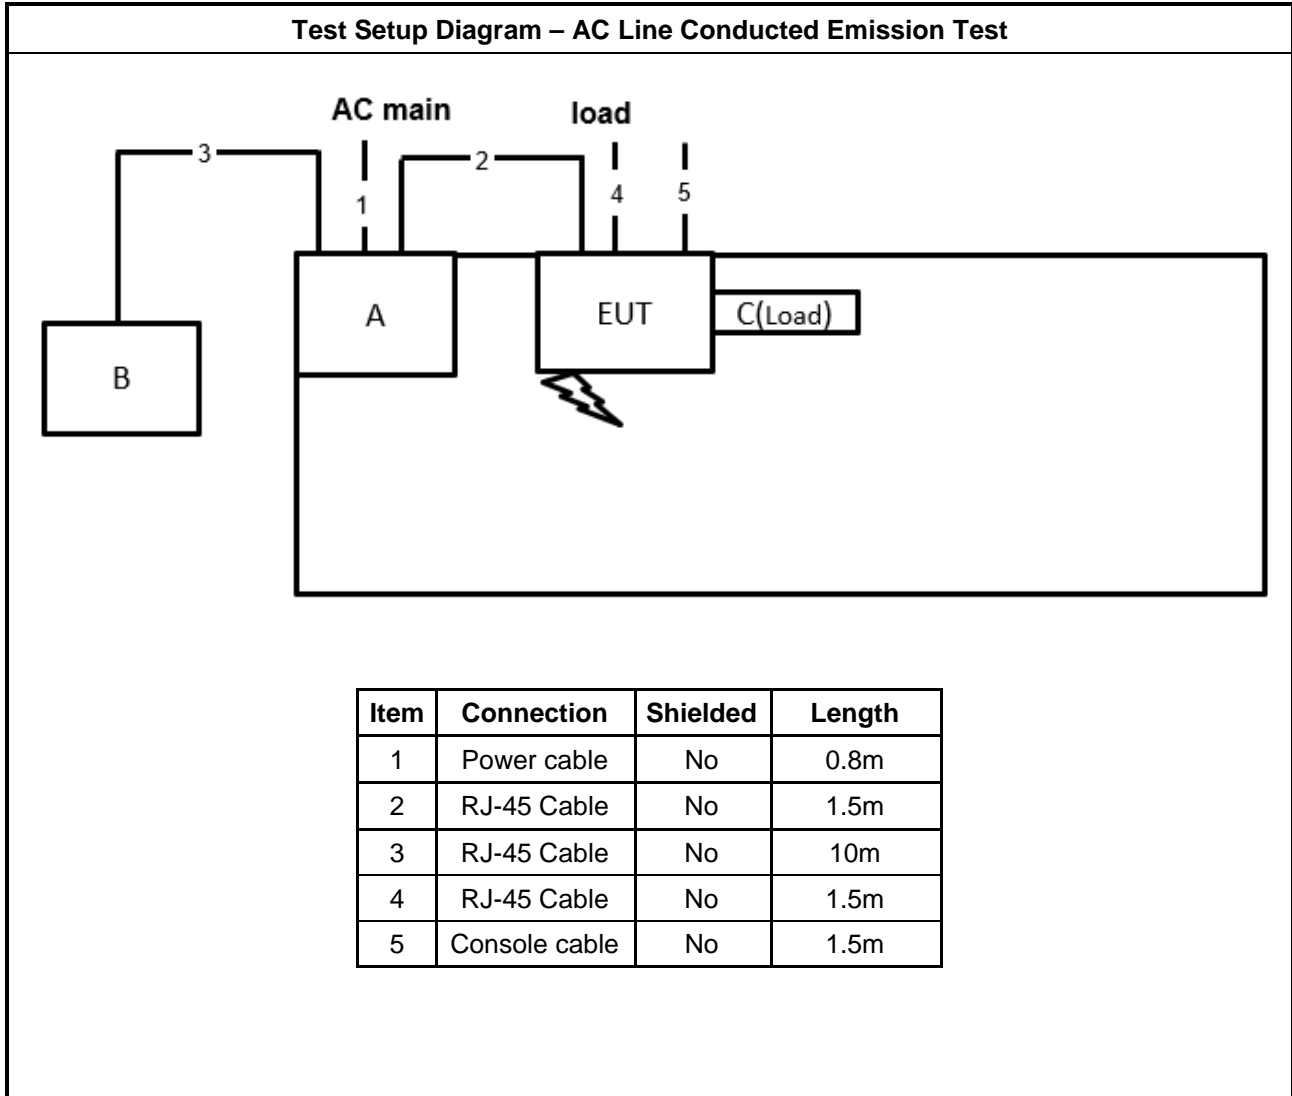 Test Setup Diagram – AC Line Conducted Emission Test
AC main
load
3
2
1
4
5
A
EUT
C(Load)
B
Item Connection Shielded Length
1 Power cable No 0.8m
2 RJ-45 Cable No 1.5m
3 RJ-45 Cable No 10m
4 RJ-45 Cable No 1.5m
5 Console cable No 1.5m